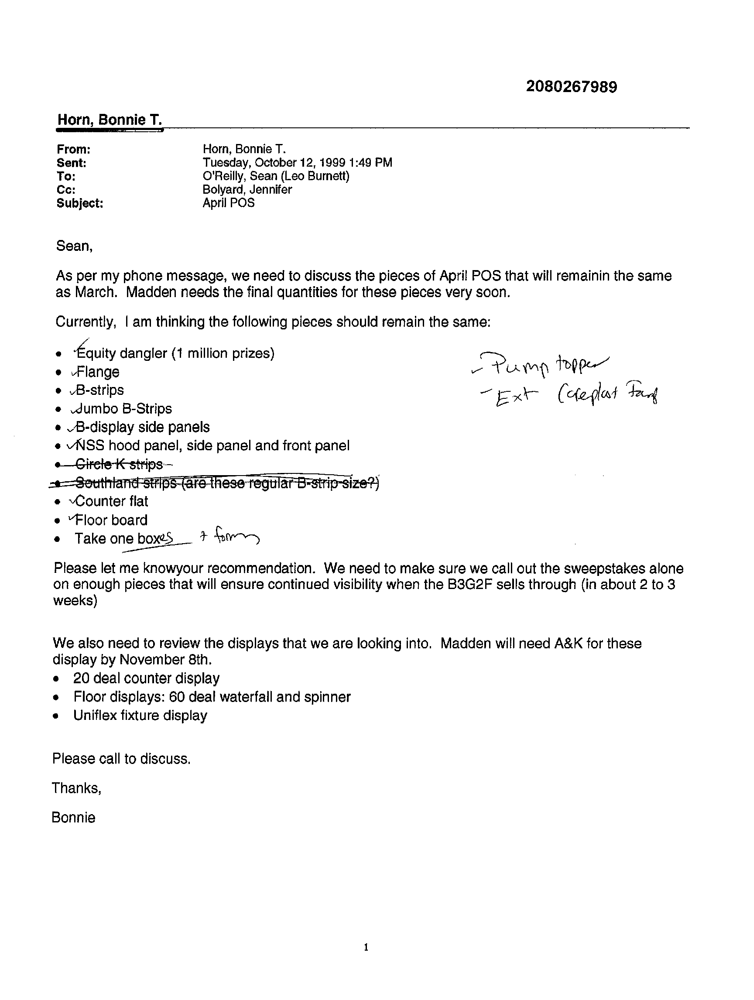 2080267989
Horn, Bonnie T.
From: Horn, Bonnie T.
Sent: Tuesday, October 12, 1999 1:49 PM
To: O'Reilly, Sean (Leo Burnett)
Cc: Bolyard, Jennifer
Subject: April POS
Sean,
As per my phone message, we need to discuss the pieces of April POS that will remainin the same
as March. Madden needs the final quantities for these pieces very soon.
Currently, I am thinking the following pieces should remain the same:
• Equity dangler (1 million prizes)
• Flange
• B-strips
• Jumbo B-Strips
• B-display side panels
• NSS hood panel, side panel and front panel
• Circle K strips
• Southland strips (are these regular B-strip size?)
• Counter flat
• Floor board
• Take one boxes + forms
- Pump topper
- Ext
Please let me knowyour recommendation. We need to make sure we call out the sweepstakes alone
on enough pieces that will ensure continued visibility when the B3G2F sells through (in about 2 to 3
weeks)
We also need to review the displays that we are looking into. Madden will need A&K for these
display by November 8th.
• 20 deal counter display
• Floor displays: 60 deal waterfall and spinner
• Uniflex fixture display
Please call to discuss.
Thanks,
Bonnie
1